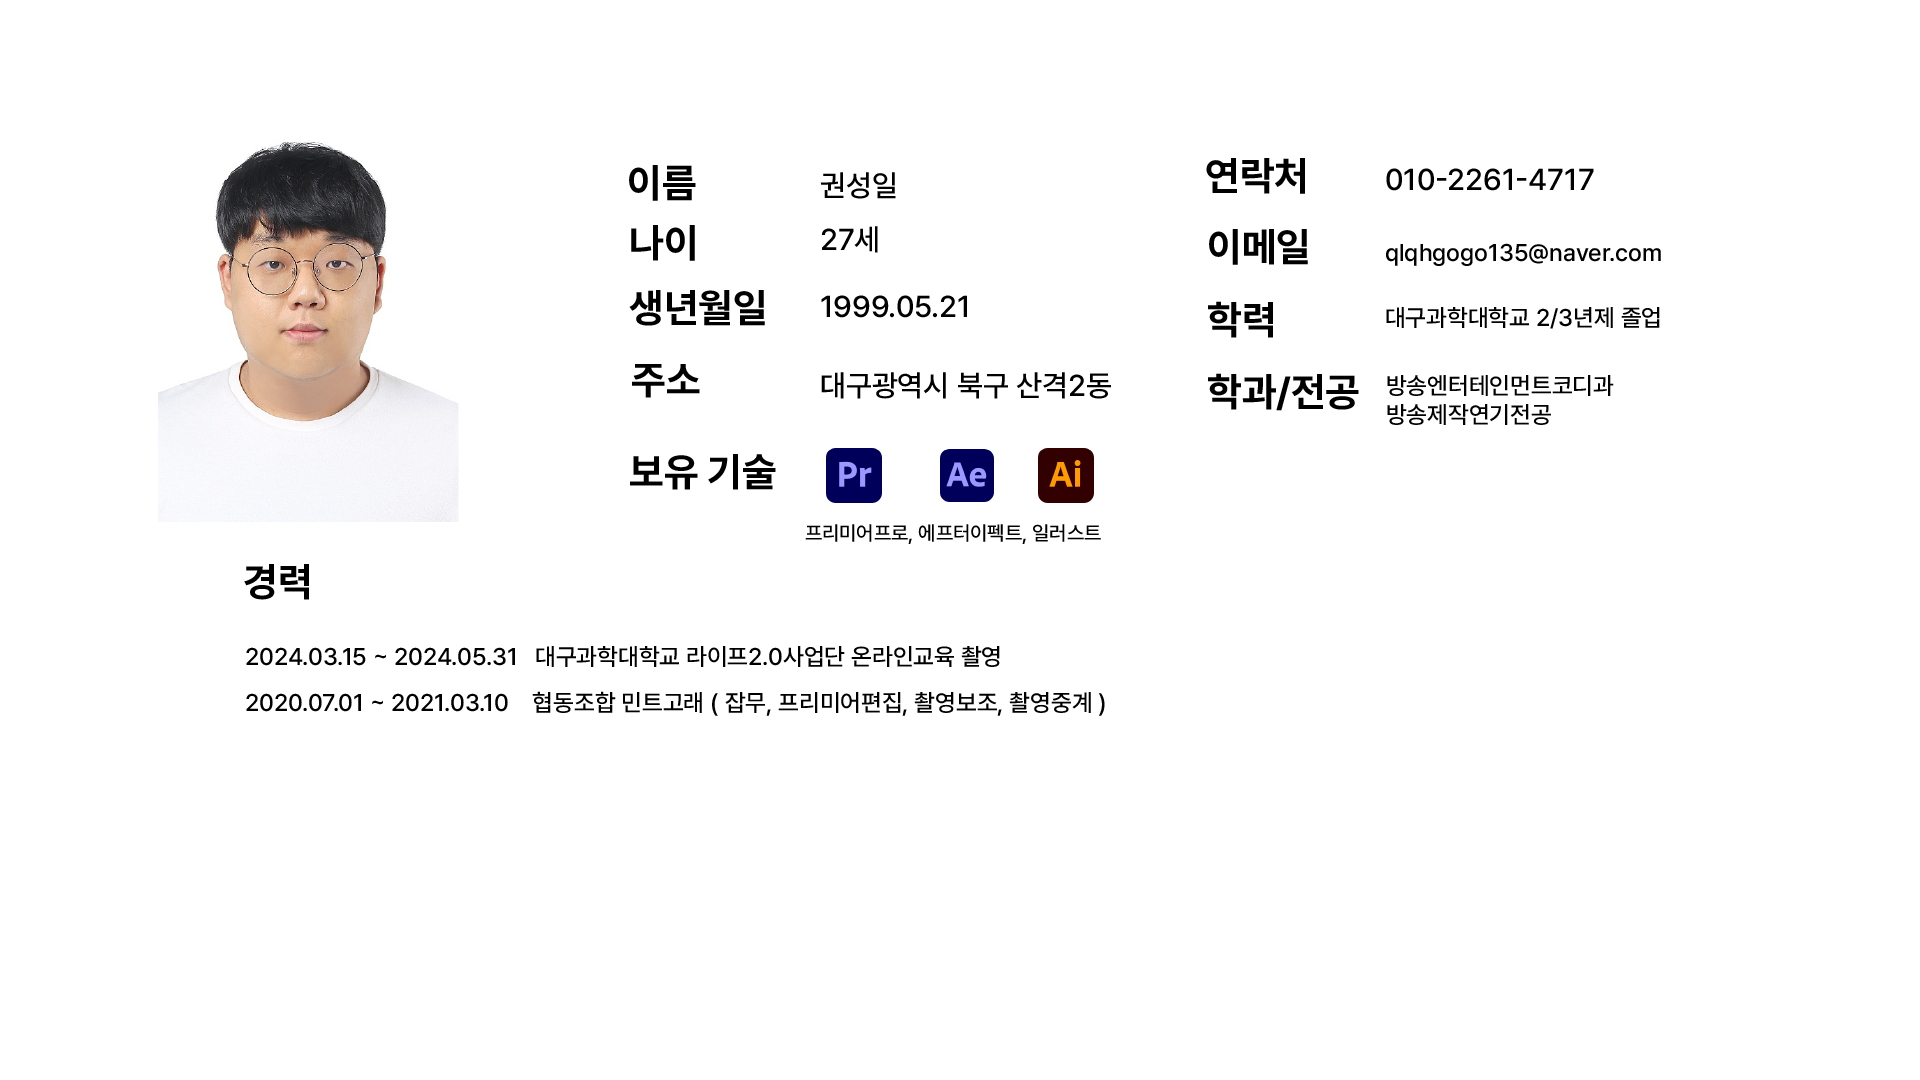 이름 권성일
나이 27세
생년월일 1999.05.21
주소 대구광역시 북구 산격2동
보유 기술 Pr Ae Ai
프리미어프로, 에프터이펙트, 일러스트
연락처 010-2261-4717
이메일 qlqhgogo135@naver.com
학력 대구과학대학교 2/3년제 졸업
학과/전공 방송엔터테인먼트코디과
방송제작연기전공
경력
2024.03.15 ~ 2024.05.31 대구과학대학교 라이프2.0사업단 온라인교육 촬영
2020.07.01 ~ 2021.03.10 협동조합 민트고래 ( 잡무, 프리미어편집, 촬영보조, 촬영중계 )